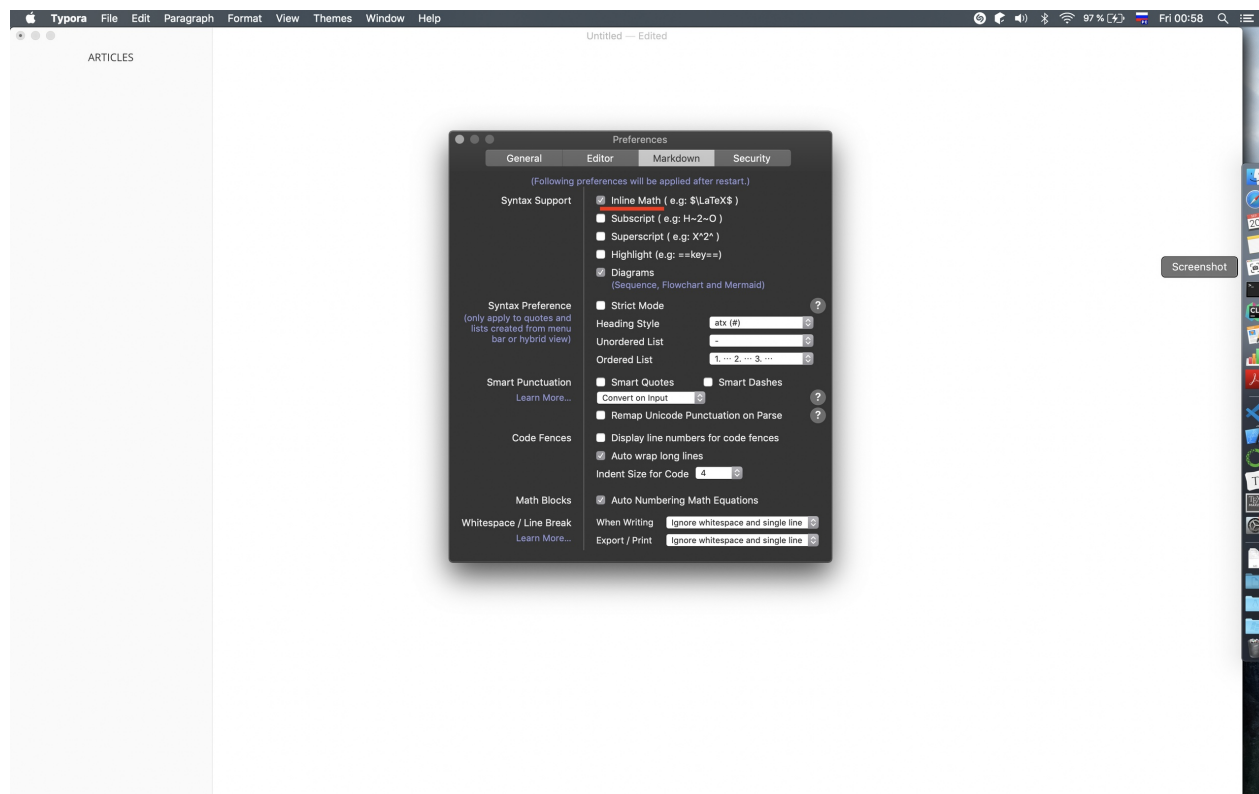 Typora File Edit Paragraph Format View Themes Window Help 97 % Fri 00:58
Untitled — Edited
ARTICLES
Preferences
General Editor Markdown Security
(Following preferences will be applied after restart.)
Syntax Support Inline Math ( e.g: $\LaTeX$ )
Subscript ( e.g: H~2~O )
Superscript ( e.g: X^2^ )
Highlight (e.g: ==key==)
Diagrams
(Sequence, Flowchart and Mermaid)
Screenshot
Syntax Preference Strict Mode ?
(only apply to quotes and
lists created from menu
bar or hybrid view)
Heading Style atx (#)
Unordered List -
Ordered List 1. ··· 2. ··· 3. ···
Smart Punctuation Smart Quotes Smart Dashes
Learn More... Convert on Input ?
Remap Unicode Punctuation on Parse ?
Code Fences Display line numbers for code fences
Auto wrap long lines
Indent Size for Code 4
Math Blocks Auto Numbering Math Equations
Whitespace / Line Break When Writing Ignore whitespace and single line
Learn More... Export / Print Ignore whitespace and single line